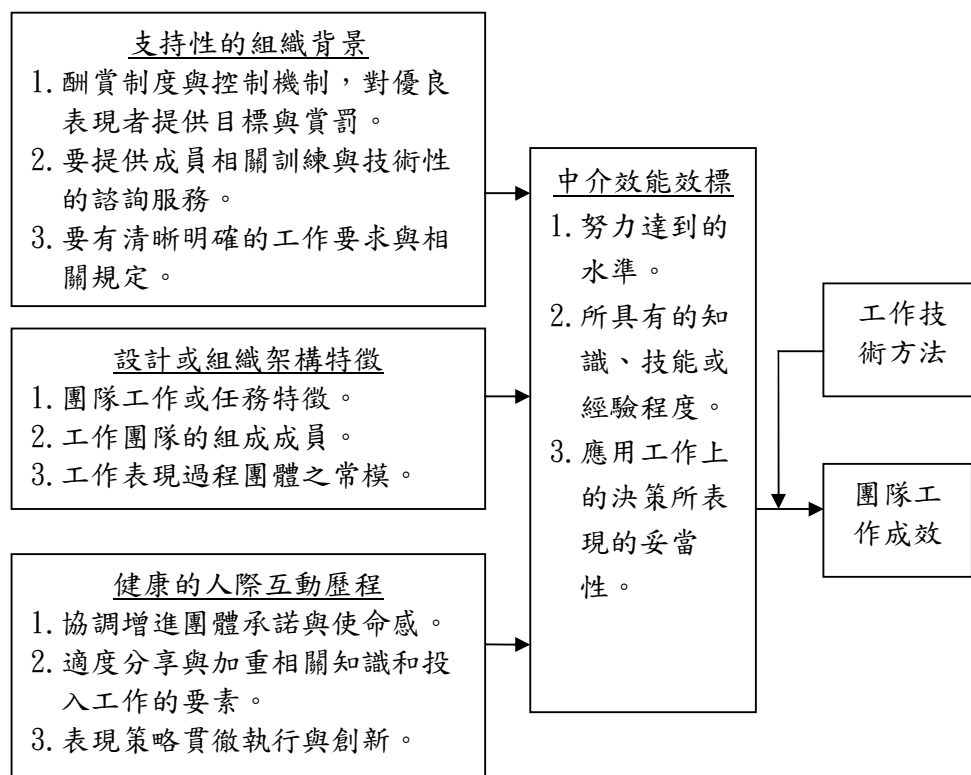 支持性的組織背景
1. 酬賞制度與控制機制，對優良
表現者提供目標與賞罰。
2. 要提供成員相關訓練與技術性
的諮詢服務。
3. 要有清晰明確的工作要求與相
關規定。
設計或組織架構特徵
1. 團隊工作或任務特徵。
2. 工作團隊的組成成員。
3. 工作表現過程團體之常模。
健康的人際互動歷程
1. 協調增進團體承諾與使命感。
2. 適度分享與加重相關知識和投
入工作的要素。
3. 表現策略貫徹執行與創新。
中介效能效標
1. 努力達到的
水準。
2. 所具有的知
識、技能或
經驗程度。
3. 應用工作上
的決策所表
現的妥當
性。
工作技
術方法
團隊工
作成效